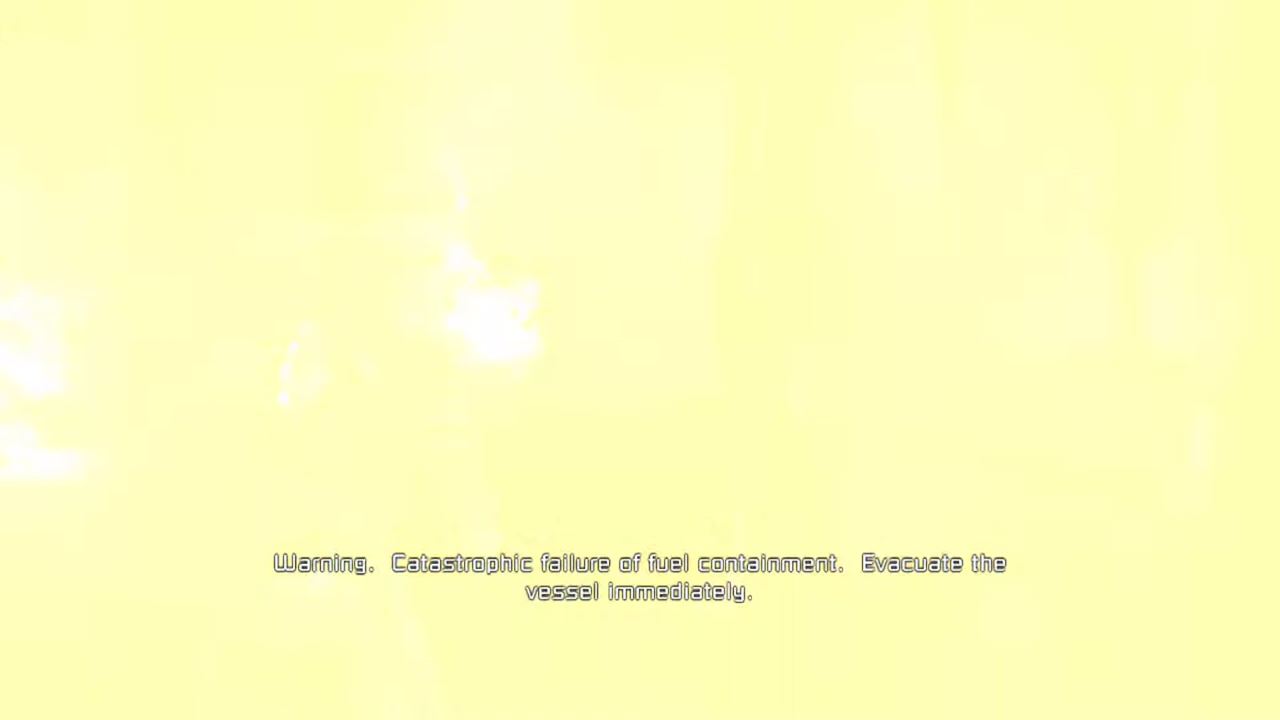 Warning.  Catastrophic failure of fuel containment.  Evacuate the
vessel immediately.